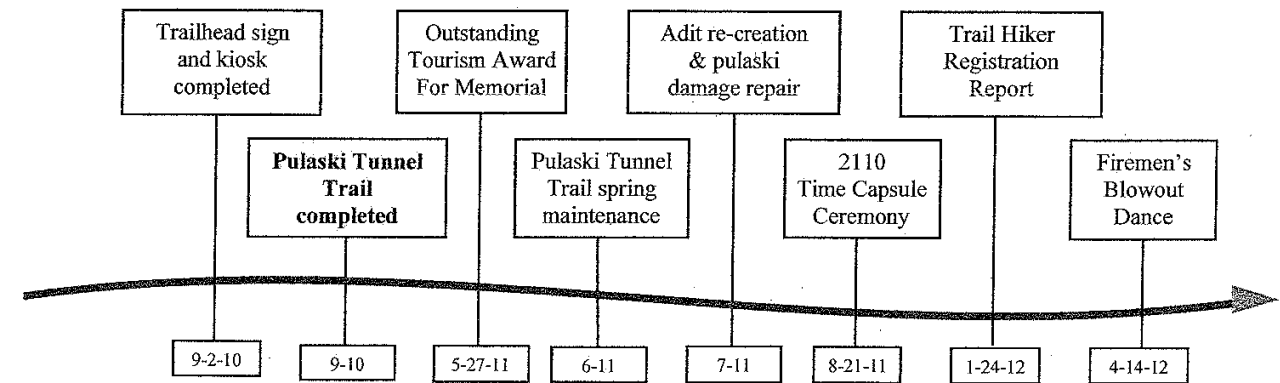 Trailhead sign
and kiosk
completed
Outstanding
Tourism Award
For Memorial
Adit re-creation
& pulaski
damage repair
Trail Hiker
Registration
Report
Pulaski Tunnel
Trail
completed
Pulaski Tunnel
Trail spring
maintenance
2110
Time Capsule
Ceremony
Firemen's
Blowout
Dance
9-2-10
9-10
5-27-11
6-11
7-11
8-21-11
1-24-12
4-14-12